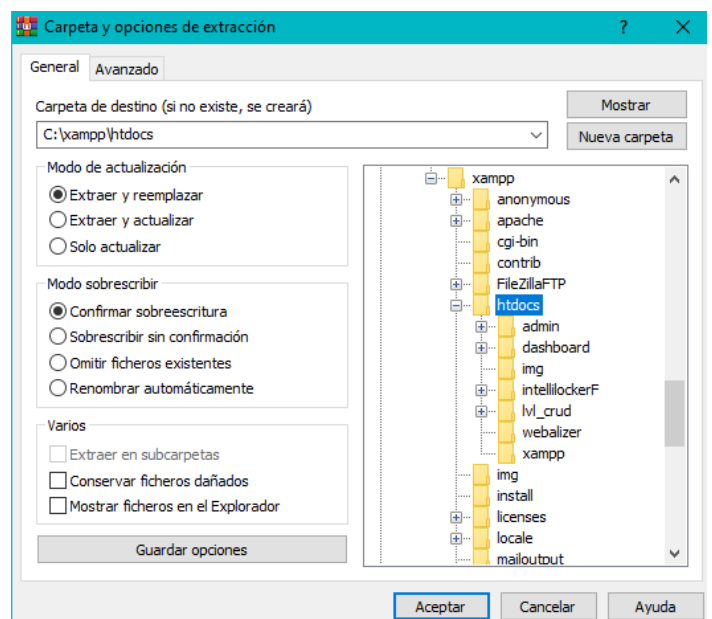 Carpeta y opciones de extracción
General
Avanzado
Carpeta de destino (si no existe, se creará)
Mostrar
C:\xampp\htdocs
Nueva carpeta
Modo de actualización
Extraer y reemplazar
Extraer y actualizar
Solo actualizar
Modo sobrescribir
Confirmar sobreescritura
Sobrescribir sin confirmación
Omitir ficheros existentes
Renombrar automáticamente
Varios
Extraer en subcarpetas
Conservar ficheros dañados
Mostrar ficheros en el Explorador
Guardar opciones
xampp
anonymous
apache
cgi-bin
contrib
FileZillaFTP
htdocs
admin
dashboard
img
intellilockerF
lvl_crud
webalizer
xampp
img
install
licenses
locale
mailoutput
Aceptar
Cancelar
Ayuda